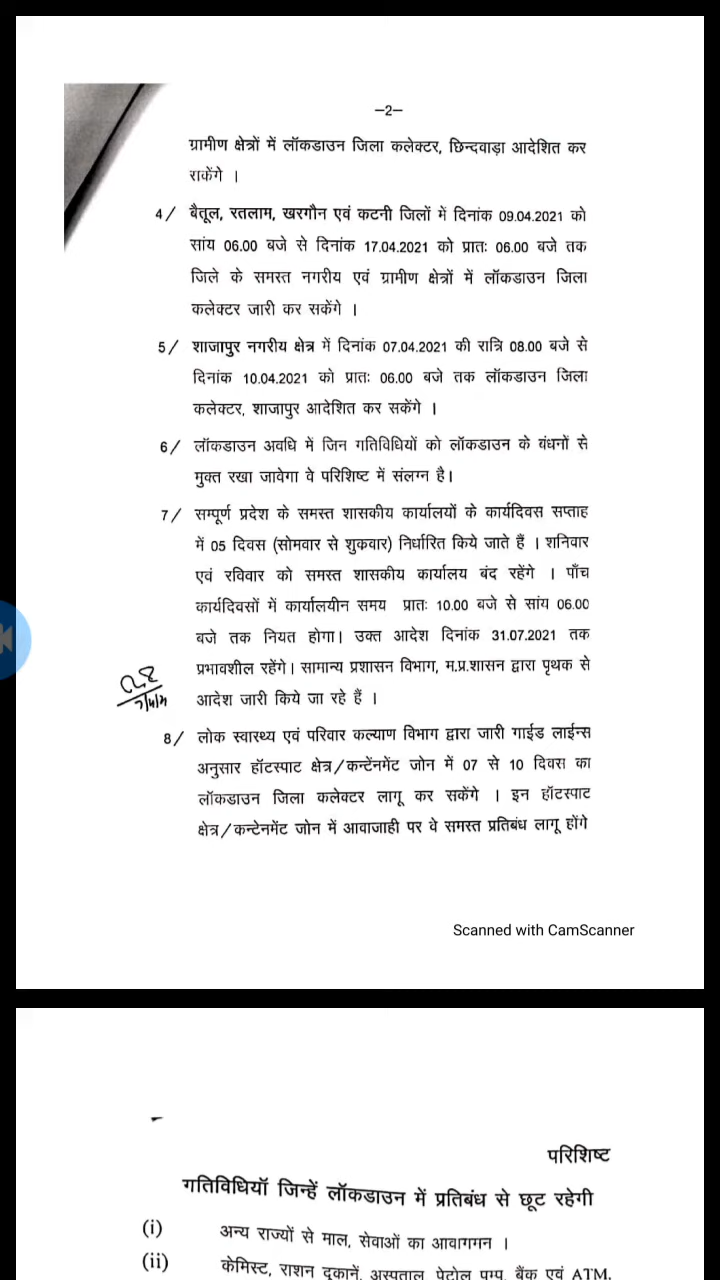 –2–
ग्रामीण क्षेत्रों में लॉकडाउन जिला कलेक्टर, छिन्दवाड़ा आदेशित कर
सकेंगे ।
4/ बैतूल, रतलाम, खरगौन एवं कटनी जिलों में दिनांक 09.04.2021 को
सांय 06.00 बजे से दिनांक 17.04.2021 को प्रातः 06.00 बजे तक
जिले के समस्त नगरीय एवं ग्रामीण क्षेत्रों में लॉकडाउन जिला
कलेक्टर जारी कर सकेंगे ।
5/ शाजापुर नगरीय क्षेत्र में दिनांक 07.04.2021 की रात्रि 08.00 बजे से
दिनांक 10.04.2021 को प्रातः 06.00 बजे तक लॉकडाउन जिला
कलेक्टर, शाजापुर आदेशित कर सकेंगे ।
6/ लॉकडाउन अवधि में जिन गतिविधियों को लॉकडाउन के बंधनों से
मुक्त रखा जावेगा वे परिशिष्ट में संलग्न है।
7/ सम्पूर्ण प्रदेश के समस्त शासकीय कार्यालयों के कार्यदिवस सप्ताह
में 05 दिवस (सोमवार से शुकवार) निर्धारित किये जाते हैं । शनिवार
एवं रविवार को समस्त शासकीय कार्यालय बंद रहेंगे । पाँच
कार्यदिवसों में कार्यालयीन समय प्रातः 10.00 बजे से सांय 06.00
बजे तक नियत होगा। उक्त आदेश दिनांक 31.07.2021 तक
प्रभावशील रहेंगे। सामान्य प्रशासन विभाग, म.प्र.शासन द्वारा पृथक से
आदेश जारी किये जा रहे हैं ।
7/4/21
8/ लोक स्वास्थ्य एवं परिवार कल्याण विभाग द्वारा जारी गाईड लाईन्स
अनुसार हॉटस्पाट क्षेत्र/कन्टेंनमेंट जोन में 07 से 10 दिवस का
लॉकडाउन जिला कलेक्टर लागू कर सकेंगे । इन हॉटस्पाट
क्षेत्र/कन्टेनमेंट जोन में आवाजाही पर वे समस्त प्रतिबंध लागू होंगे
Scanned with CamScanner
परिशिष्ट
गतिविधियॉ जिन्हें लॉकडाउन में प्रतिबंध से छूट रहेगी
(i) अन्य राज्यों से माल, सेवाओं का आवागमन ।
(ii) केमिस्ट, राशन दूकानें, अस्पताल, पेट्रोल पम्प, बैंक एवं ATM,